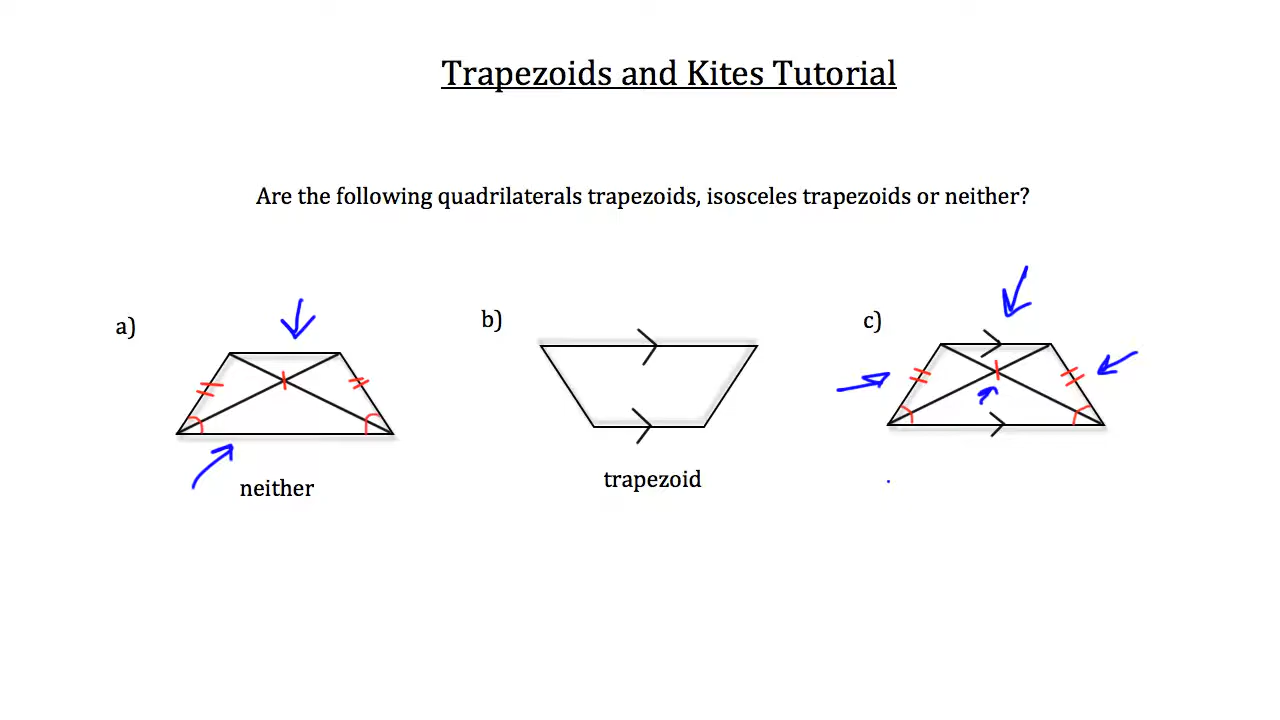 Trapezoids and Kites Tutorial
Are the following quadrilaterals trapezoids, isosceles trapezoids or neither?
a)
b)
c)
neither
trapezoid